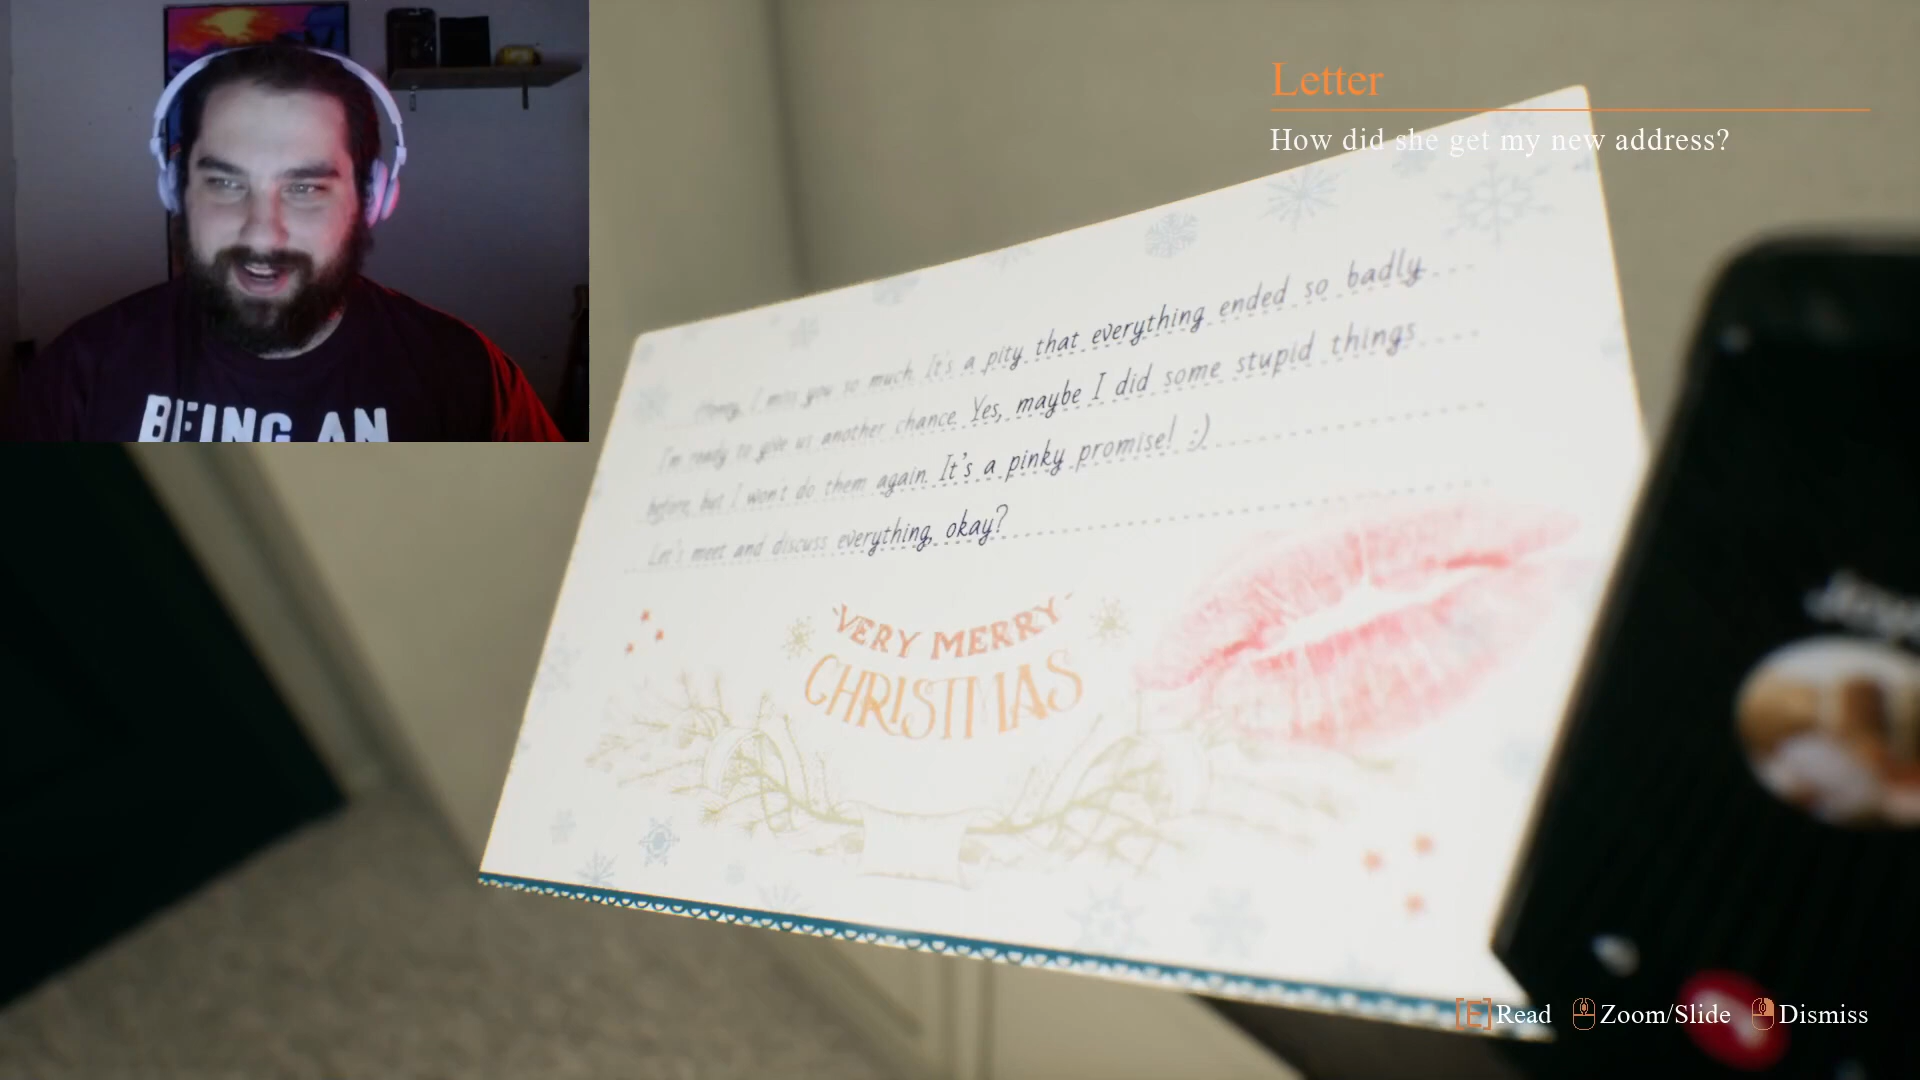 BEING AN
Letter
How did she get my new address?
Honey, I miss you so much. It's a pity that everything ended so badly
I'm ready to give us another chance. Yes, maybe I did some stupid things
before, but I won't do them again. It's a pinky promise! :)
Let's meet and discuss everything, okay?
VERY MERRY
CHRISTMAS
[E] Read Zoom/Slide Dismiss